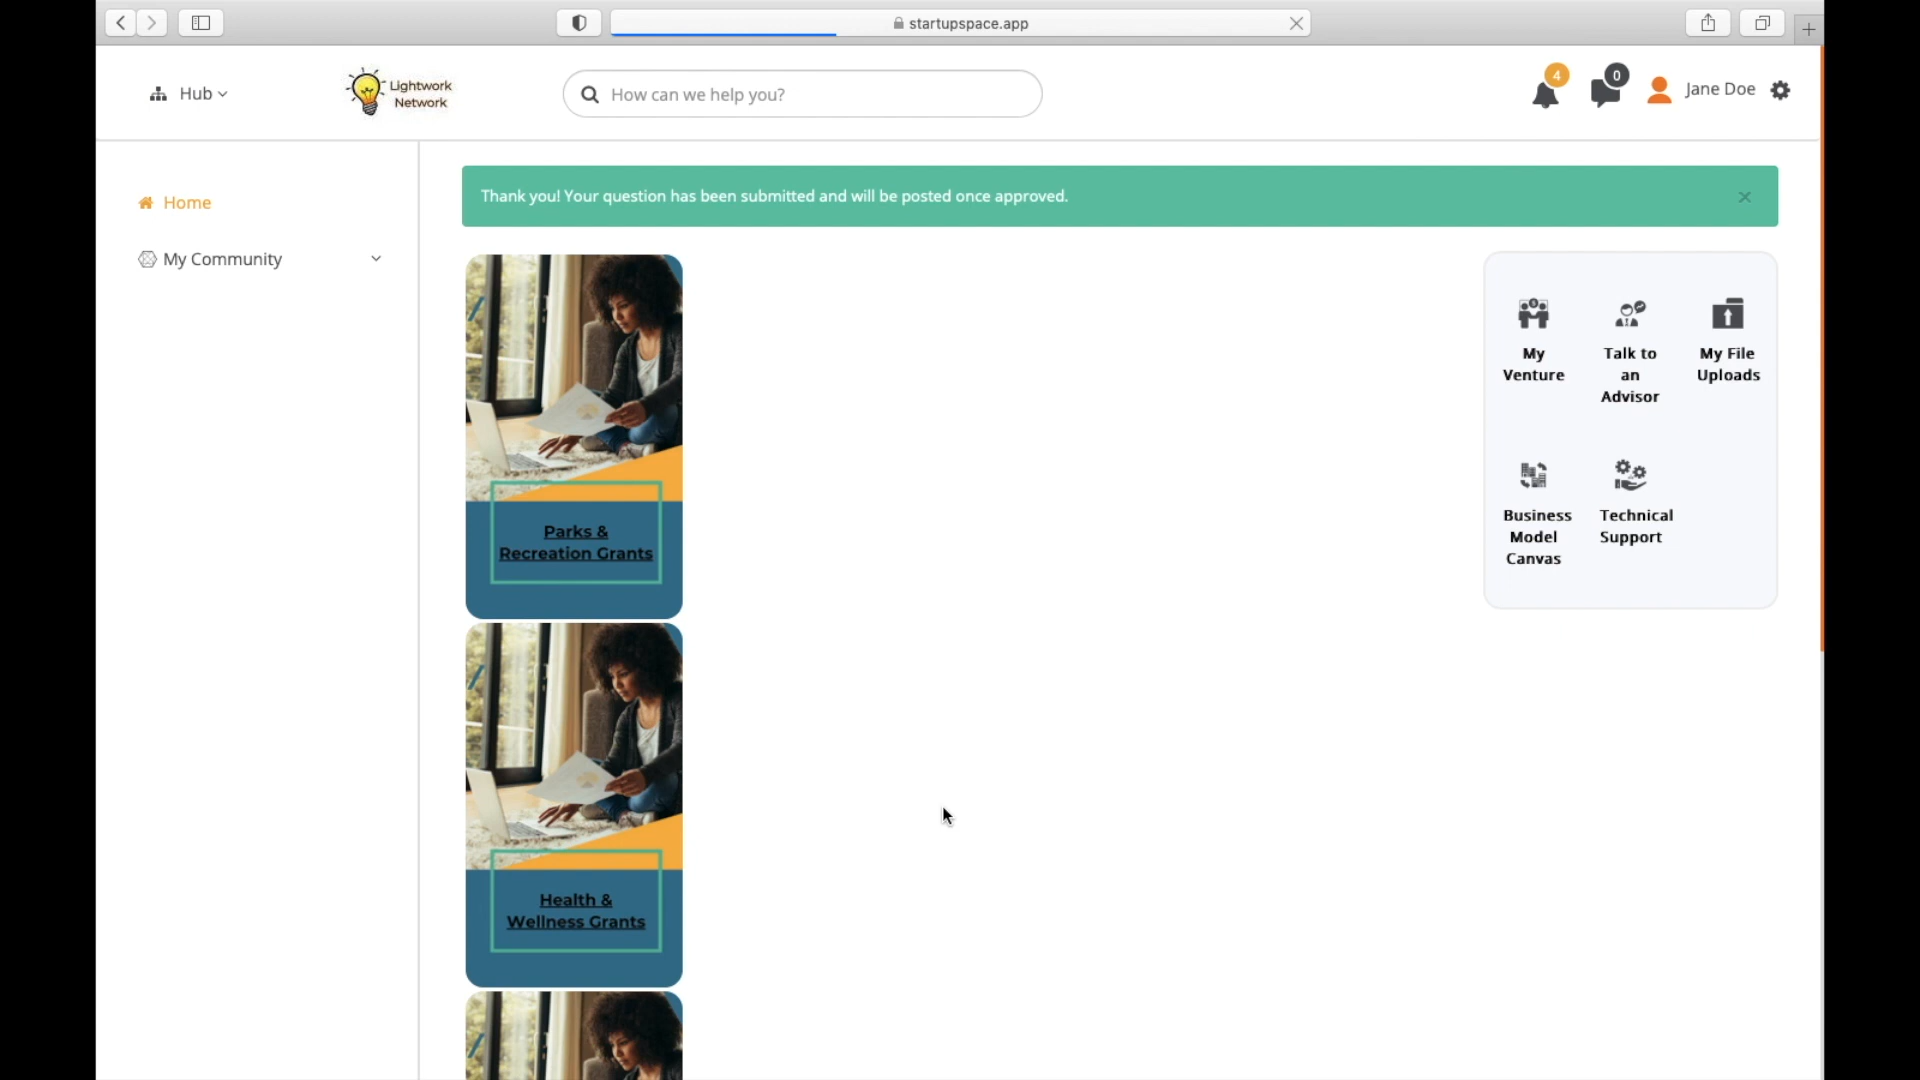 startupspace.app
Hub
Lightwork
Network
How can we help you?
4
0
Jane Doe
Home
My Community
Thank you! Your question has been submitted and will be posted once approved.
Parks &
Recreation Grants
Health &
Wellness Grants
My
Venture
Talk to
an
Advisor
My File
Uploads
Business
Model
Canvas
Technical
Support